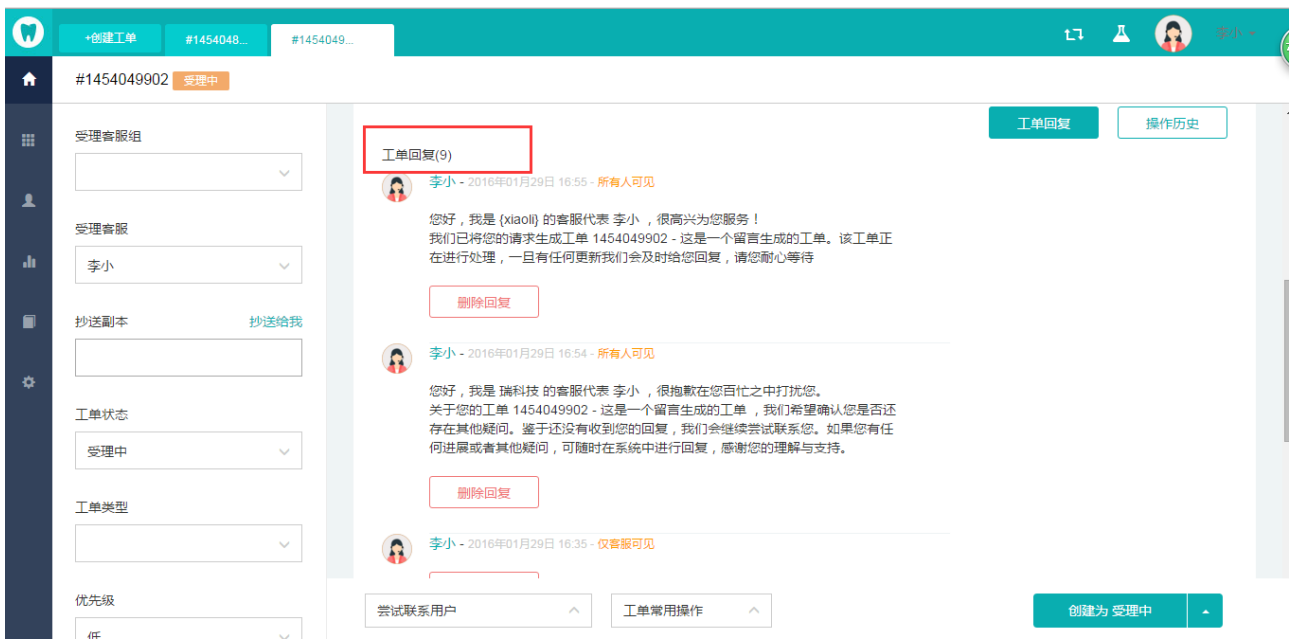 +创建工单
#1454048...
#1454049...
李小
#1454049902 受理中
受理客服组
受理客服
李小
抄送副本 抄送给我
工单状态
受理中
工单类型
优先级
低
工单回复 操作历史
工单回复(9)
李小 - 2016年01月29日 16:55 - 所有人可见
您好，我是 {xiaoli} 的客服代表 李小 ，很高兴为您服务！
我们已将您的请求生成工单 1454049902 - 这是一个留言生成的工单。该工单正
在进行处理，一旦有任何更新我们会及时给您回复，请您耐心等待
删除回复
李小 - 2016年01月29日 16:54 - 所有人可见
您好，我是 瑞科技 的客服代表 李小 ，很抱歉在您百忙之中打扰您。
关于您的工单 1454049902 - 这是一个留言生成的工单 ，我们希望确认您是否还
存在其他疑问。鉴于还没有收到您的回复，我们会继续尝试联系您。如果您有任
何进展或者其他疑问，可随时在系统中进行回复，感谢您的理解与支持。
删除回复
李小 - 2016年01月29日 16:35 - 仅客服可见
尝试联系用户
工单常用操作
创建为 受理中